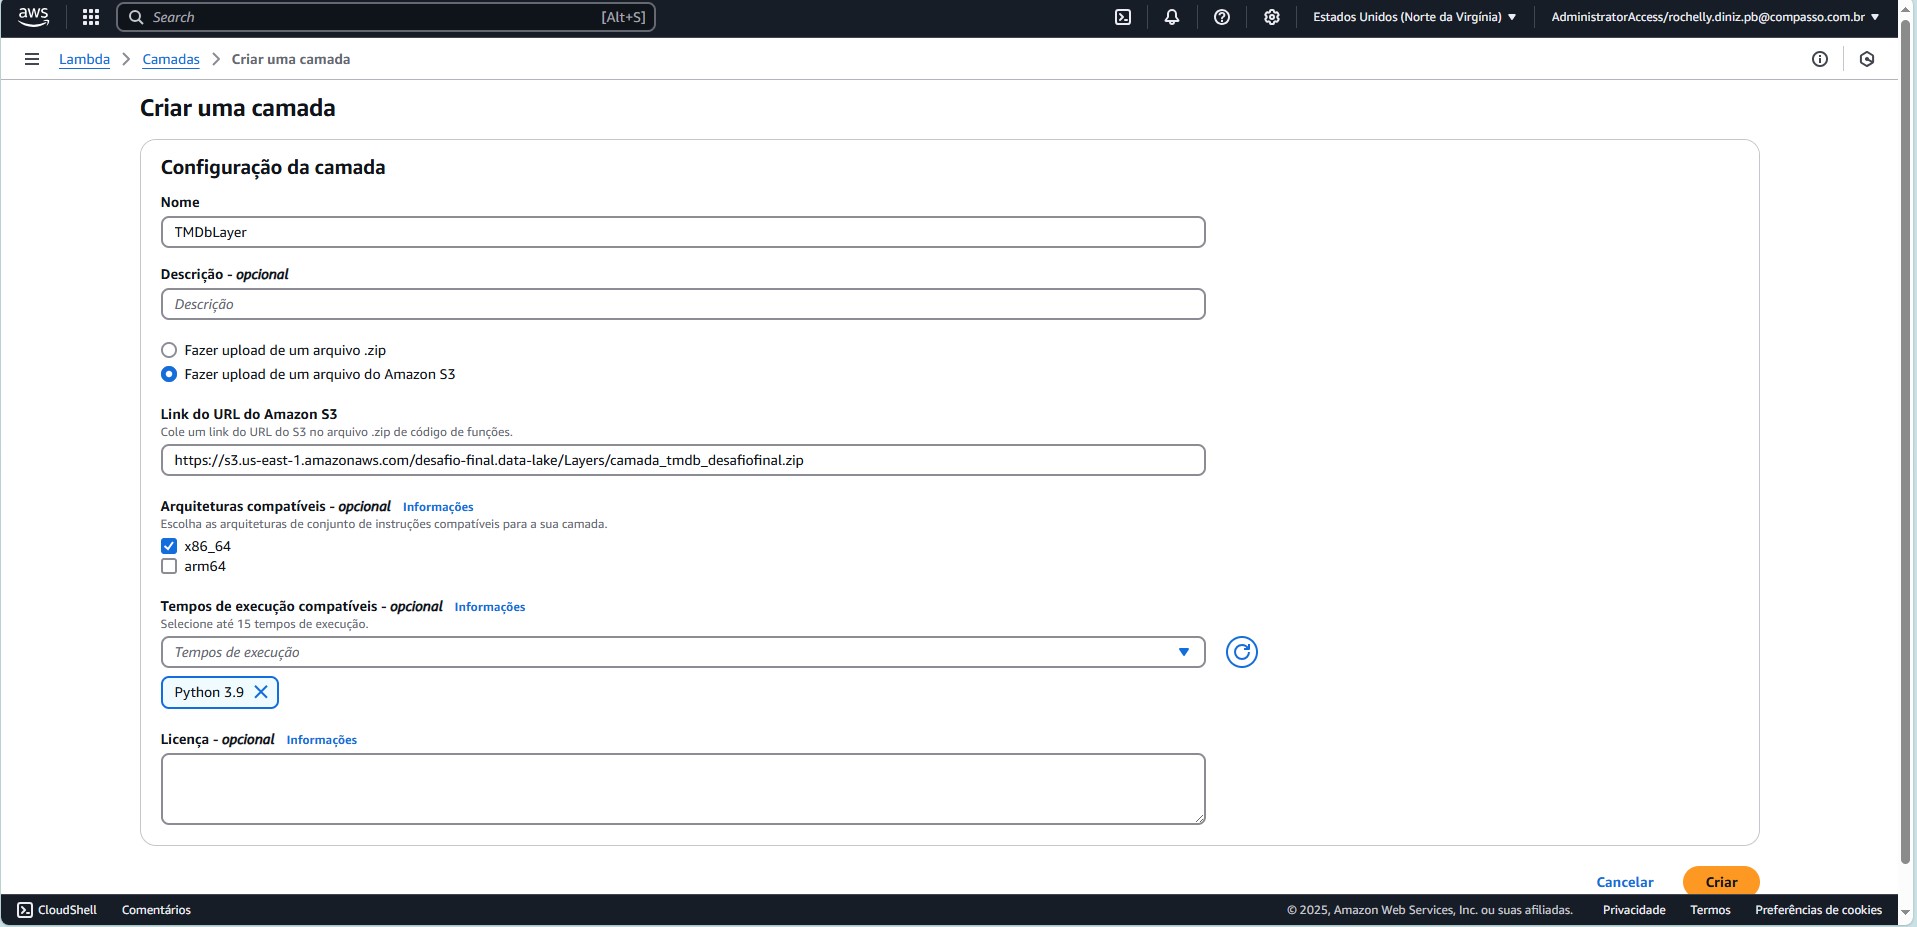 aws Search [Alt+S] Estados Unidos (Norte da Virgínia) AdministratorAccess/rochelly.diniz.pb@compasso.com.br
Lambda > Camadas > Criar uma camada
Criar uma camada
Configuração da camada
Nome
TMDbLayer
Descrição - opcional
Descrição
Fazer upload de um arquivo .zip
Fazer upload de um arquivo do Amazon S3
Link do URL do Amazon S3
Cole um link do URL do S3 no arquivo .zip de código de funções.
https://s3.us-east-1.amazonaws.com/desafio-final.data-lake/Layers/camada_tmdb_desafiofinal.zip
Arquiteturas compatíveis - opcional Informações
Escolha as arquiteturas de conjunto de instruções compatíveis para a sua camada.
x86_64
arm64
Tempos de execução compatíveis - opcional Informações
Selecione até 15 tempos de execução.
Tempos de execução
Python 3.9
Licença - opcional Informações
Cancelar Criar
CloudShell Comentários © 2025, Amazon Web Services, Inc. ou suas afiliadas. Privacidade Termos Preferências de cookies